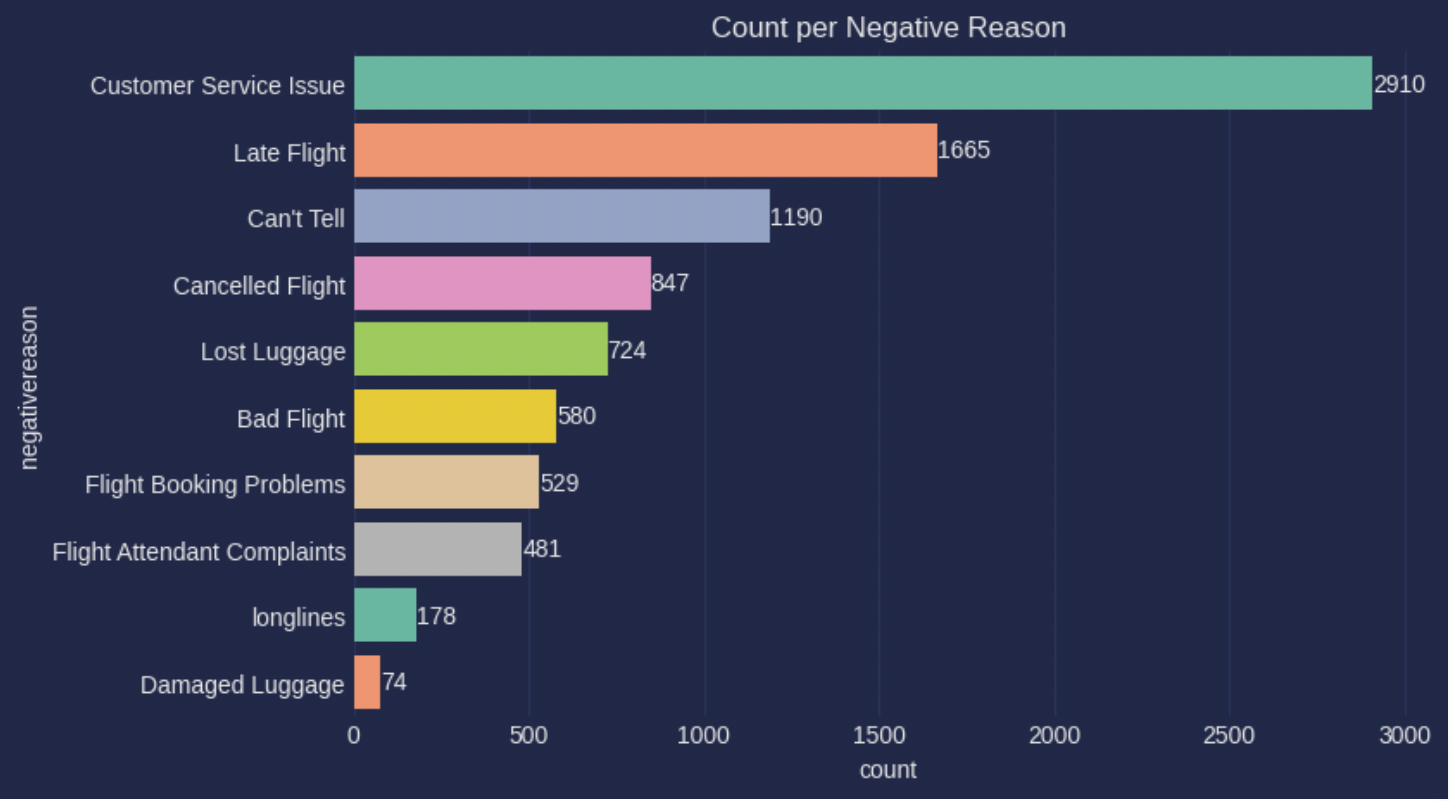 Count per Negative Reason
Customer Service Issue 2910
Late Flight 1665
Can't Tell 1190
Cancelled Flight 847
Lost Luggage 724
Bad Flight 580
Flight Booking Problems 529
Flight Attendant Complaints 481
longlines 178
Damaged Luggage 74
negativereason
0 500 1000 1500 2000 2500 3000
count